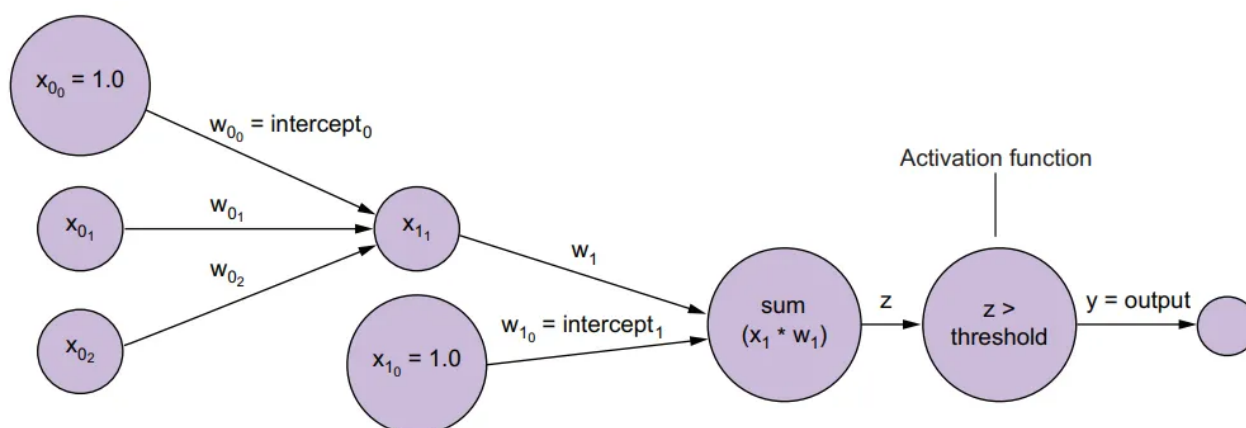 x₀₀ = 1.0
w₀₀ = intercept₀
x₀₁
w₀₁
x₀₂
w₀₂
x₁₁
w₁
x₁₀ = 1.0
w₁₀ = intercept₁
sum
(x₁ * w₁)
z
Activation function
z >
threshold
y = output